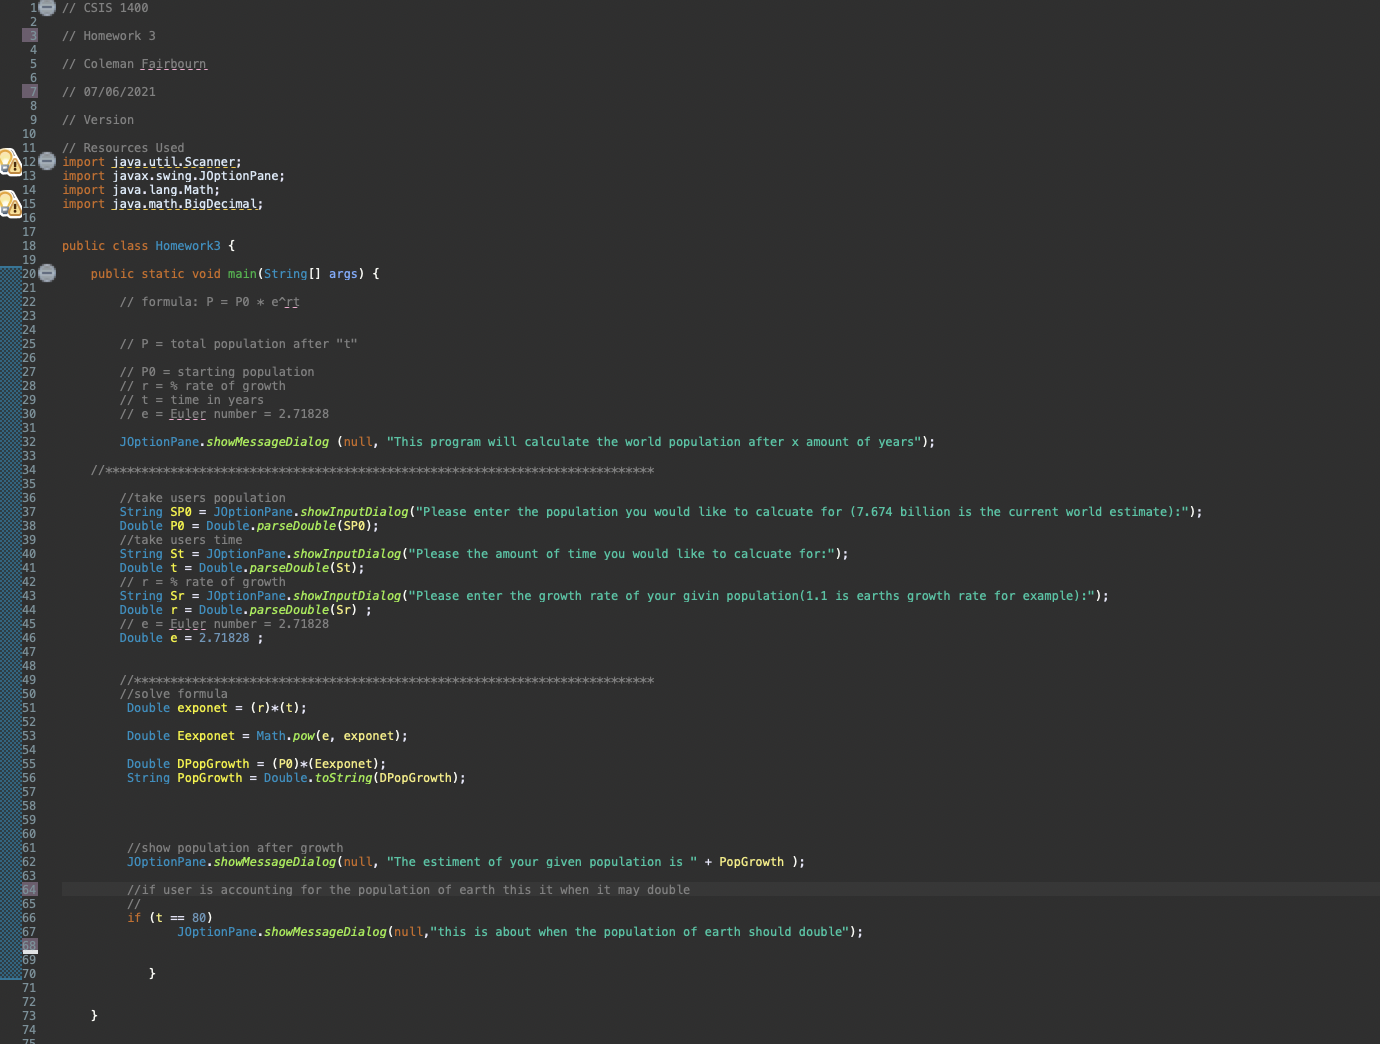 1 // CSIS 1400
2
3 // Homework 3
4
5 // Coleman Fairbourn
6
7 // 07/06/2021
8
9 // Version
10
11 // Resources Used
12 import java.util.Scanner;
13 import javax.swing.JOptionPane;
14 import java.lang.Math;
15 import java.math.BigDecimal;
16
17
18 public class Homework3 {
19
20 public static void main(String[] args) {
21
22 // formula: P = P0 * e^rt
23
24
25 // P = total population after "t"
26
27 // P0 = starting population
28 // r = % rate of growth
29 // t = time in years
30 // e = Euler number = 2.71828
31
32 JOptionPane.showMessageDialog (null, "This program will calculate the world population after x amount of years");
33
34 //****************************************************************************
35
36 //take users population
37 String SP0 = JOptionPane.showInputDialog("Please enter the population you would like to calcuate for (7.674 billion is the current world estimate):");
38 Double P0 = Double.parseDouble(SP0);
39 //take users time
40 String St = JOptionPane.showInputDialog("Please the amount of time you would like to calcuate for:");
41 Double t = Double.parseDouble(St);
42 // r = % rate of growth
43 String Sr = JOptionPane.showInputDialog("Please enter the growth rate of your givin population(1.1 is earths growth rate for example):");
44 Double r = Double.parseDouble(Sr) ;
45 // e = Euler number = 2.71828
46 Double e = 2.71828 ;
47
48
49 //************************************************************************
50 //solve formula
51 Double exponet = (r)*(t);
52
53 Double Eexponet = Math.pow(e, exponet);
54
55 Double DPopGrowth = (P0)*(Eexponet);
56 String PopGrowth = Double.toString(DPopGrowth);
57
58
59
60
61 //show population after growth
62 JOptionPane.showMessageDialog(null, "The estiment of your given population is " + PopGrowth );
63
64 //if user is accounting for the population of earth this it when it may double
65 //
66 if (t == 80)
67 JOptionPane.showMessageDialog(null,"this is about when the population of earth should double");
68
69
70 }
71
72
73 }
74
75